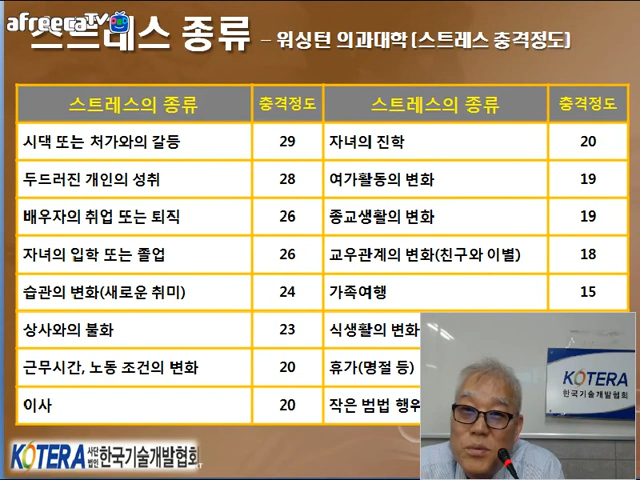 afreecaTV
스트레스 종류 – 워싱턴 의과대학 (스트레스 충격정도)
스트레스의 종류 충격정도 스트레스의 종류 충격정도
시댁 또는 처가와의 갈등 29 자녀의 진학 20
두드러진 개인의 성취 28 여가활동의 변화 19
배우자의 취업 또는 퇴직 26 종교생활의 변화 19
자녀의 입학 또는 졸업 26 교우관계의 변화(친구와 이별) 18
습관의 변화(새로운 취미) 24 가족여행 15
상사와의 불화 23 식생활의 변화
근무시간, 노동 조건의 변화 20 휴가(명절 등)
이사 20 작은 범법 행위
KOTERA
한국기술개발협회
KOTERA 사단법인 한국기술개발협회